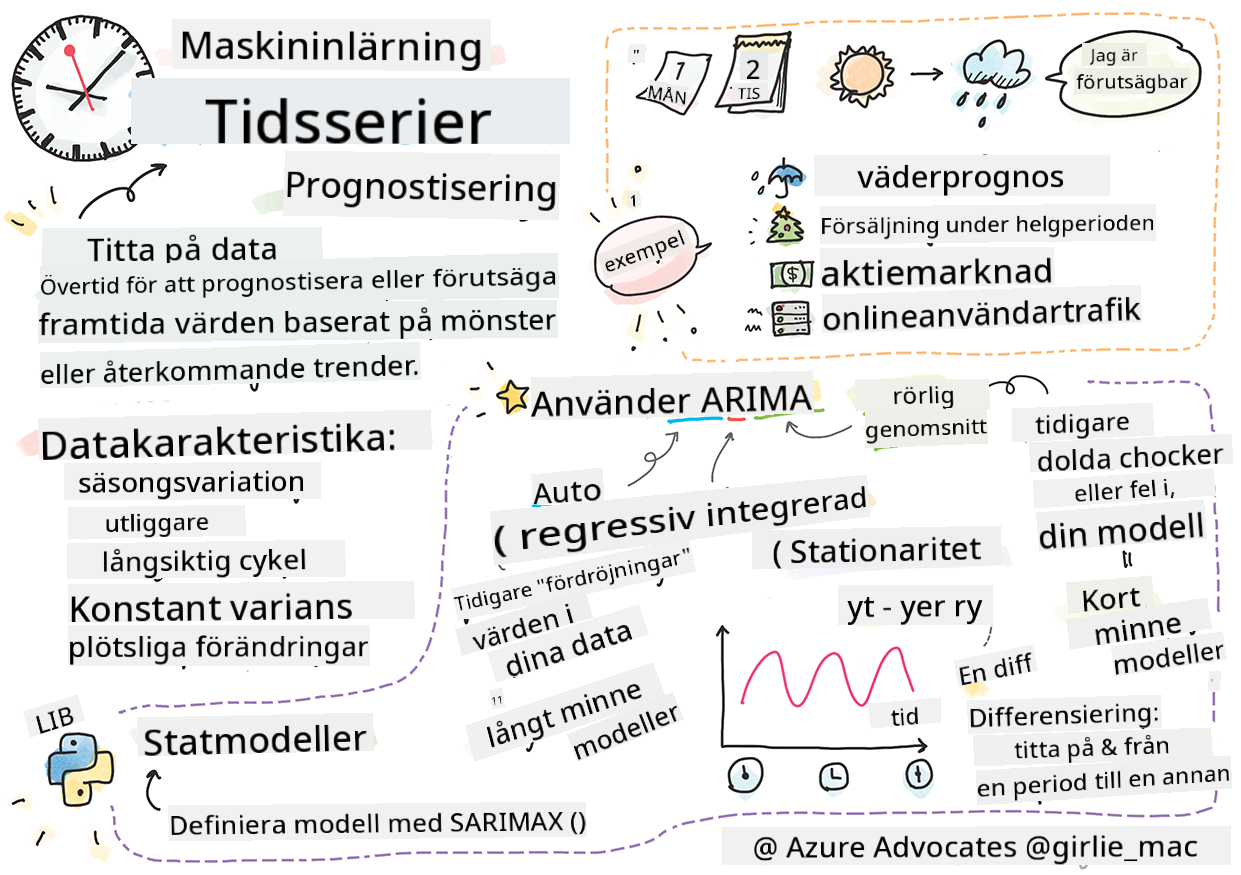 Maskininlärning
Tidsserier
Prognostisering
Titta på data
Övertid för att prognostisera eller förutsäga
framtida värden baserat på mönster
eller återkommande trender.
"
1
MÅN
2
TIS
Jag är
förutsägbar
1
exempel
väderprognos
Försäljning under helgperioden
$
aktiemarknad
onlineanvändartrafik
Datakarakteristika:
säsongsvariation
utliggare
långsiktig cykel
Konstant varians
plötsliga förändringar
Använder ARIMA
rörlig
genomsnitt
tidigare
dolda chocker
eller fel i,
din modell
Kort
minne
modeller
Auto
( regressiv integrerad
Tidigare "fördröjningar"
värden i
dina data
11
långt minne
modeller
( Stationaritet
yt - yer ry
En diff
tid
Differensiering:
titta på & från
en period till en annan
LIB
Statmodeller
Definiera modell med SARIMAX ()
@ Azure Advocates @girlie_mac